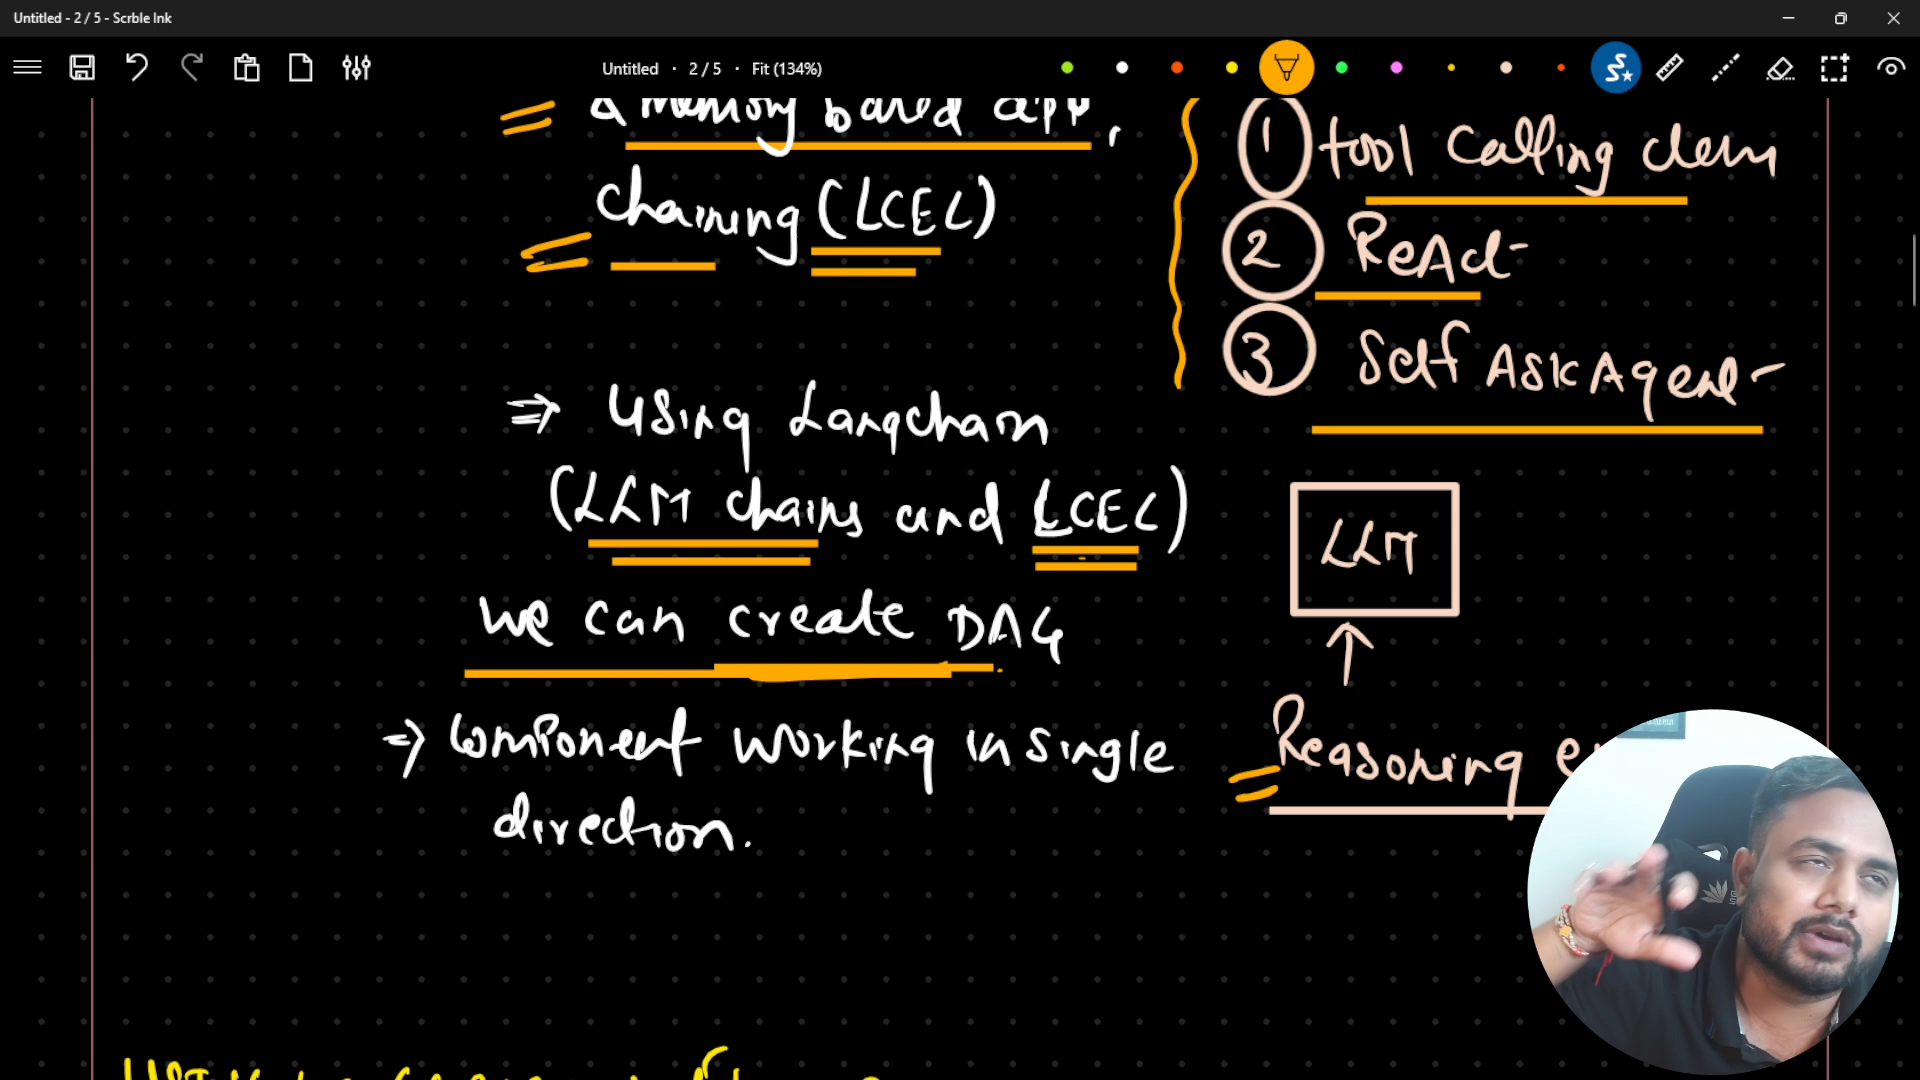 Untitled - 2 / 5 - Scrble Ink
Untitled · 2 / 5 · Fit (134%)
& memory based app,
chaining (LCEL)
⇒ Using Langchain
(LLM chains and LCEL)
we can create DAG
⇒ Component working in single
direction.
1 tool calling
2 ReAct
3 Self Ask Agent
LLM
↑
Reasoning